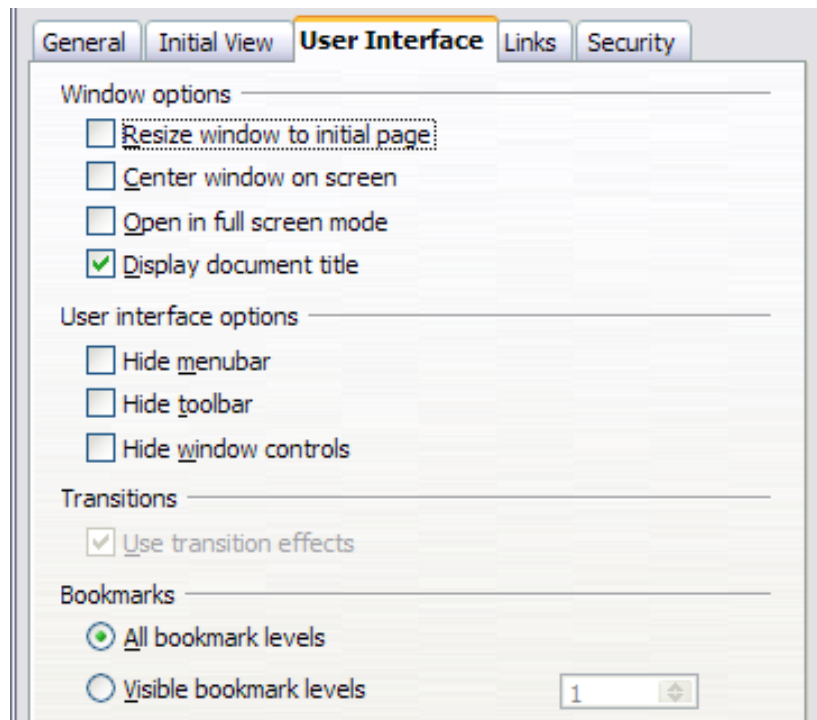 General Initial View User Interface Links Security
Window options
Resize window to initial page
Center window on screen
Open in full screen mode
Display document title
User interface options
Hide menubar
Hide toolbar
Hide window controls
Transitions
Use transition effects
Bookmarks
All bookmark levels
Visible bookmark levels 1